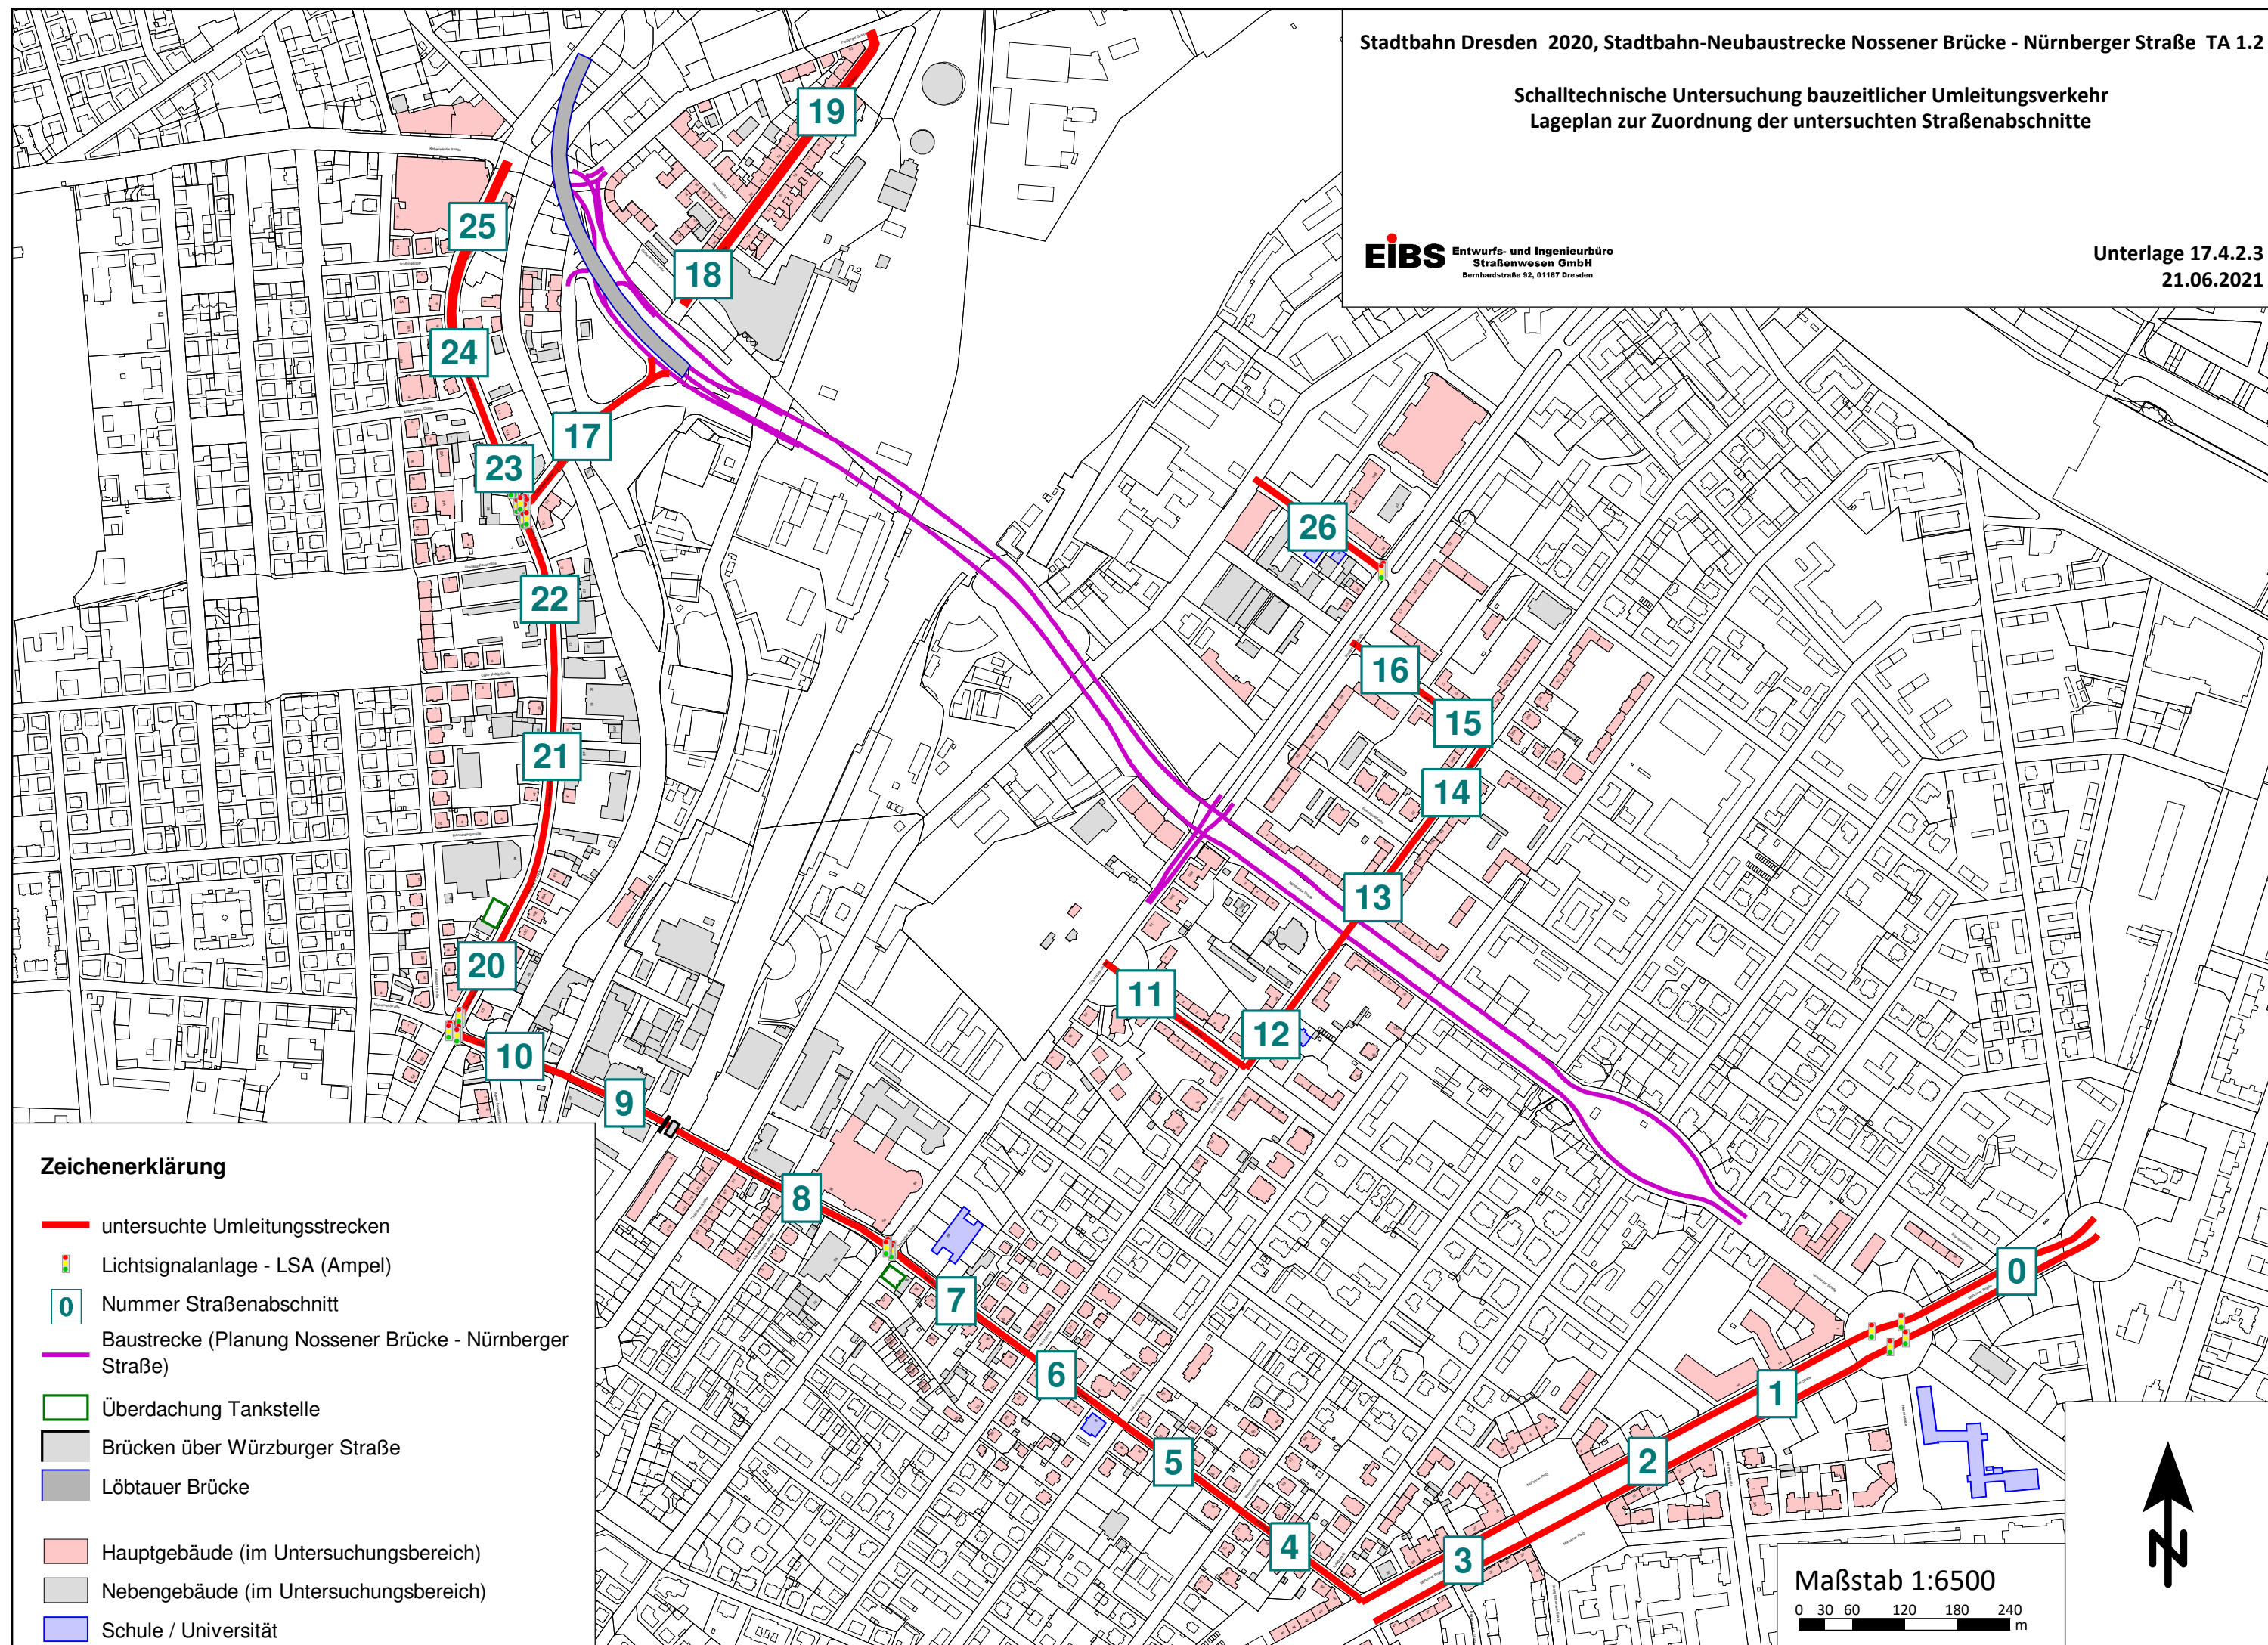 Stadtbahn Dresden 2020, Stadtbahn-Neubaustrecke Nossener Brücke - Nürnberger Straße TA 1.2
Schalltechnische Untersuchung bauzeitlicher Umleitungsverkehr
Lageplan zur Zuordnung der untersuchten Straßenabschnitte
EIBS
Entwurfs- und Ingenieurbüro
Straßenwesen GmbH
Bernhardstraße 92, 01187 Dresden
Unterlage 17.4.2.3
21.06.2021
19
25
18
24
17
23
26
22
16
15
21
14
13
20
11
12
10
9
8
0
7
6
1
2
5
4
3
Zeichenerklärung
untersuchte Umleitungsstrecken
Lichtsignalanlage - LSA (Ampel)
0 Nummer Straßenabschnitt
Baustrecke (Planung Nossener Brücke - Nürnberger
Straße)
Überdachung Tankstelle
Brücken über Würzburger Straße
Löbtauer Brücke
Hauptgebäude (im Untersuchungsbereich)
Nebengebäude (im Untersuchungsbereich)
Schule / Universität
Maßstab 1:6500
0 30 60 120 180 240
m
N